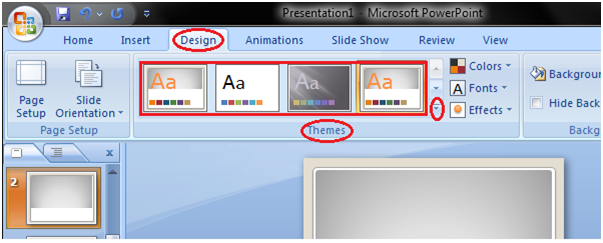 Presentation1 - Microsoft PowerPoint
Home Insert Design Animations Slide Show Review View
Aa Aa Aa Aa
Colors
Fonts
Effects
Backgroun
Hide Back
Page Setup
Slide Orientation
Page Setup Themes Backg
x
2